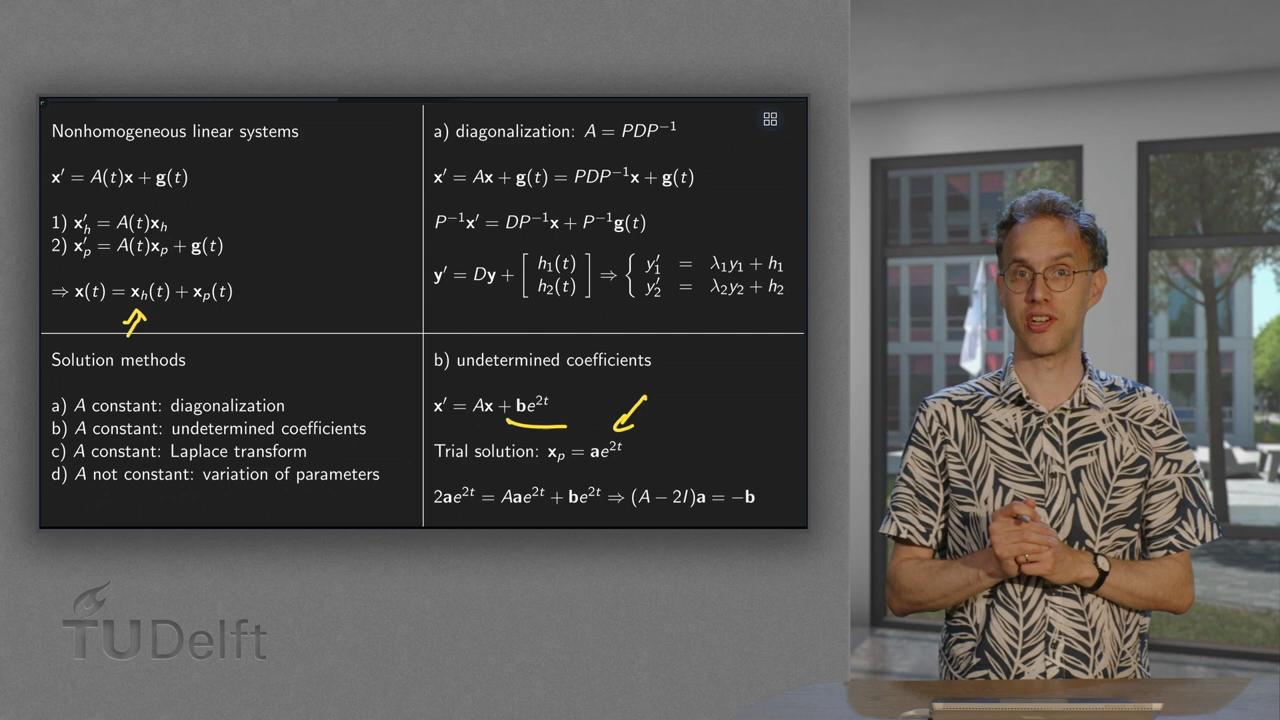 Nonhomogeneous linear systems
x′ = A(t)x + g(t)
1) x′ₕ = A(t)xₕ
2) x′ₚ = A(t)xₚ + g(t)
⇒ x(t) = xₕ(t) + xₚ(t)
a) diagonalization: A = PDP⁻¹
x′ = Ax + g(t) = PDP⁻¹x + g(t)
P⁻¹x′ = DP⁻¹x + P⁻¹g(t)
y′ = Dy + [ h₁(t) h₂(t) ] ⇒ { y′₁ = λ₁y₁ + h₁
y′₂ = λ₂y₂ + h₂
Solution methods
a) A constant: diagonalization
b) A constant: undetermined coefficients
c) A constant: Laplace transform
d) A not constant: variation of parameters
b) undetermined coefficients
x′ = Ax + be²ᵗ
Trial solution: xₚ = ae²ᵗ
2ae²ᵗ = Aae²ᵗ + be²ᵗ ⇒ (A − 2I)a = −b
TUDelft